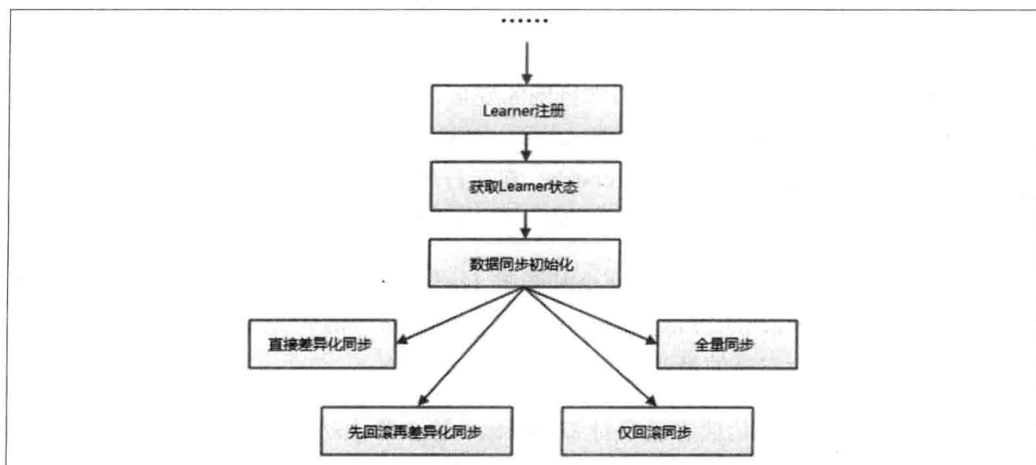 ......
Learner注册
获取Learner状态
数据同步初始化
直接差异化同步
全量同步
先回滚再差异化同步
仅回滚同步